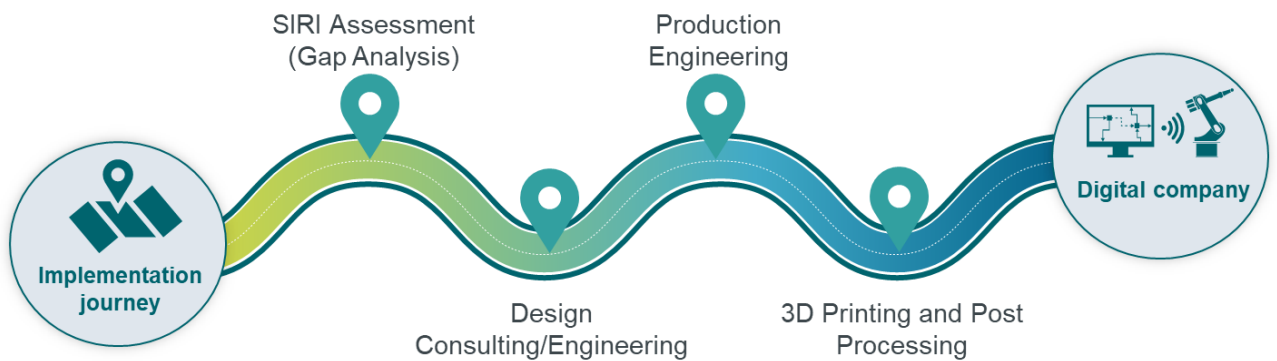 SIRI Assessment
(Gap Analysis)
Production
Engineering
Implementation
journey
Digital company
Design
Consulting/Engineering
3D Printing and Post
Processing